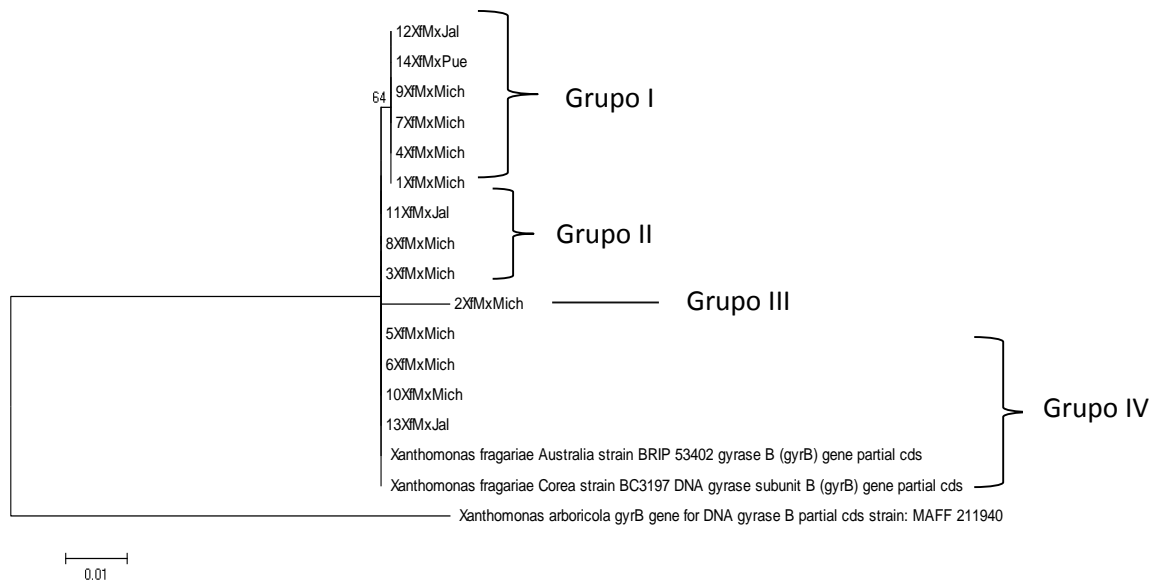 12XfMxJal
14XfMxPue
64
9XfMxMich
Grupo I
7XfMxMich
4XfMxMich
1XfMxMich
11XfMxJal
Grupo II
8XfMxMich
3XfMxMich
2XfMxMich
Grupo III
5XfMxMich
6XfMxMich
10XfMxMich
Grupo IV
13XfMxJal
Xanthomonas fragariae Australia strain BRIP 53402 gyrase B (gyrB) gene partial cds
Xanthomonas fragariae Corea strain BC3197 DNA gyrase subunit B (gyrB) gene partial cds
Xanthomonas arboricola gyrB gene for DNA gyrase B partial cds strain: MAFF 211940
0.01